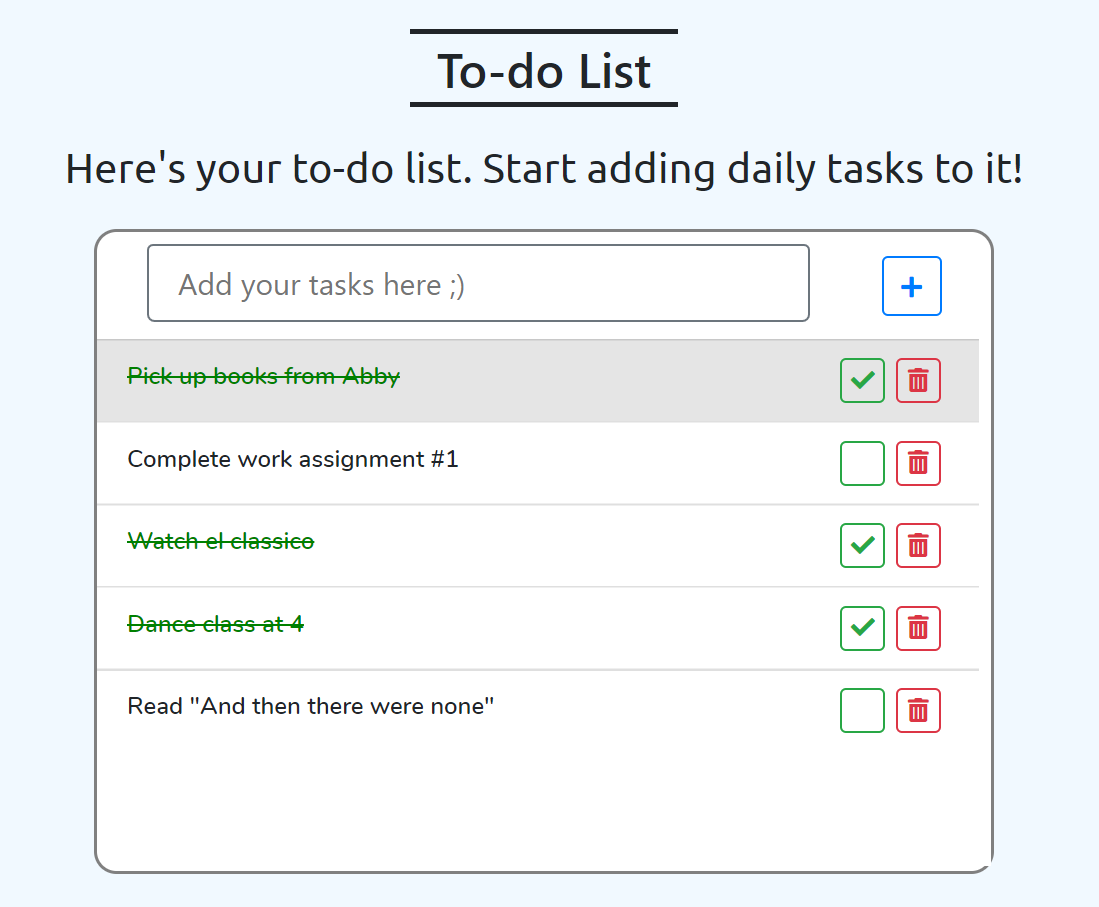 To-do List
Here's your to-do list. Start adding daily tasks to it!
Add your tasks here ;)
Pick up books from Abby
Complete work assignment #1
Watch el classico
Dance class at 4
Read "And then there were none"